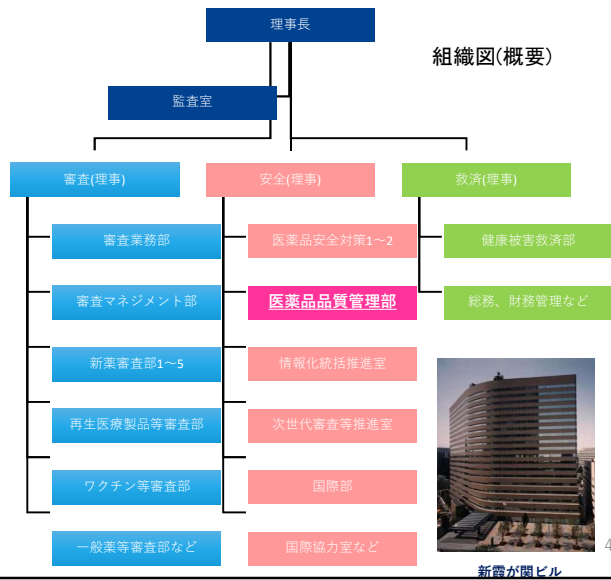 理事長
組織図(概要)
監査室
審査(理事)
安全(理事)
救済(理事)
審査業務部
医薬品安全対策1～2
健康被害救済部
審査マネジメント部
医薬品品質管理部
総務、財務管理など
新薬審査部1～5
情報化統括推進室
再生医療製品等審査部
次世代審査等推進室
ワクチン等審査部
国際部
一般薬等審査部など
国際協力室など
4
新霞が関ビル